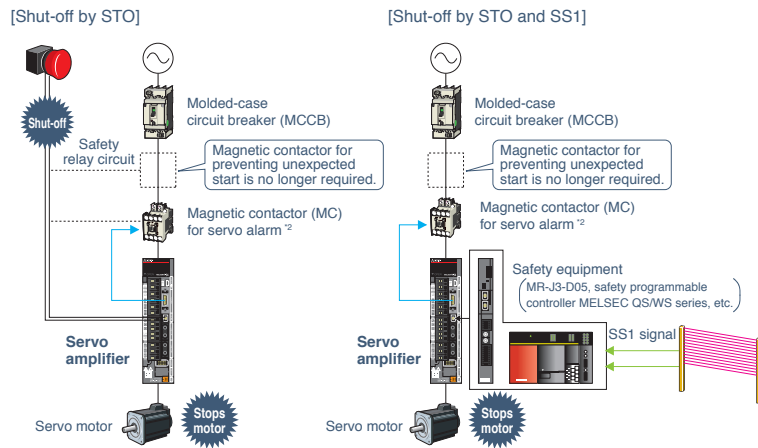 [Shut-off by STO]
Shut-off
Safety
relay circuit
Molded-case
circuit breaker (MCCB)
Magnetic contactor for
preventing unexpected
start is no longer required.
Magnetic contactor (MC)
for servo alarm *2
Servo
amplifier
Servo motor
Stops
motor
[Shut-off by STO and SS1]
Molded-case
circuit breaker (MCCB)
Magnetic contactor for
preventing unexpected
start is no longer required.
Magnetic contactor (MC)
for servo alarm *2
Safety equipment
(MR-J3-D05, safety programmable
controller MELSEC QS/WS series, etc.)
SS1 signal
Servo
amplifier
Servo motor
Stops
motor